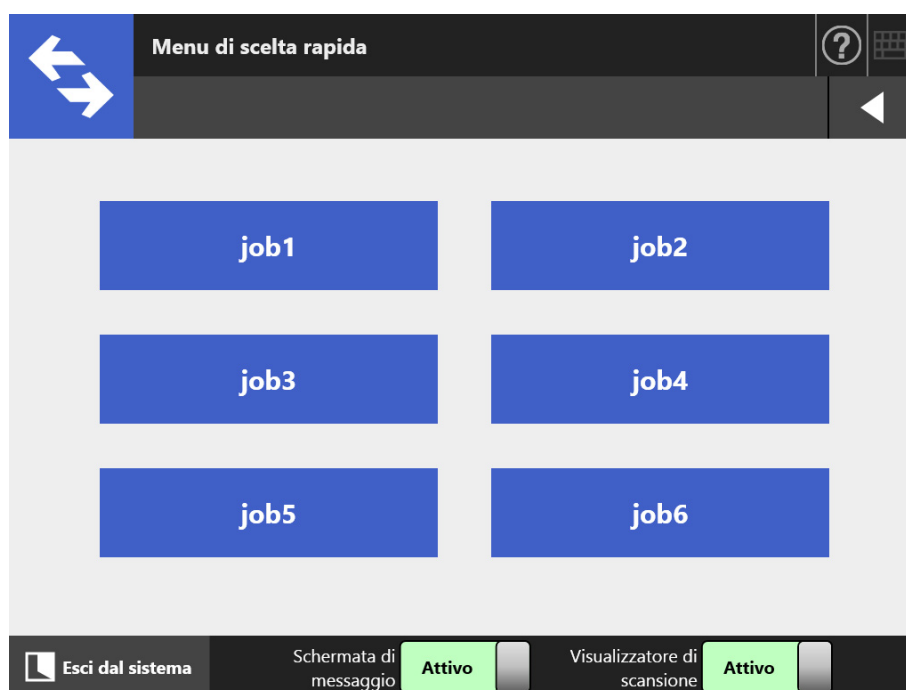 Menu di scelta rapida
?
job1
job2
job3
job4
job5
job6
Esci dal sistema
Schermata di
messaggio
Attivo
Visualizzatore di
scansione
Attivo